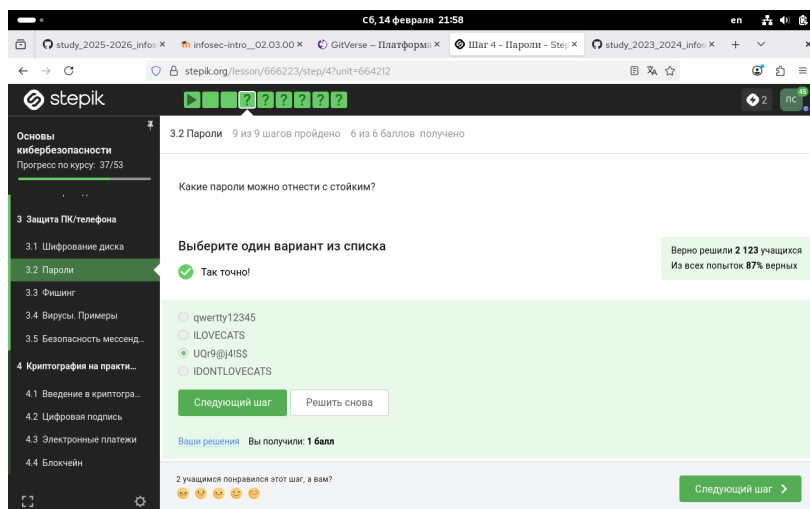 Сб, 14 февраля 21:58
en
study_2025-2026_infos
infosec-intro__02.03.00
GitVerse – Платформа
Шаг 4 – Пароли – Step
study_2023_2024_infos
stepik.org/lesson/666223/step/4?unit=664212
stepik
? ? ? ? ? ?
2
ПС
45
Основы
кибербезопасности
Прогресс по курсу: 37/53
3.2 Пароли 9 из 9 шагов пройдено 6 из 6 баллов получено
Какие пароли можно отнести с стойким?
3 Защита ПК/телефона
3.1 Шифрование диска
3.2 Пароли
3.3 Фишинг
3.4 Вирусы. Примеры
3.5 Безопасность мессенд...
4 Криптография на практи...
4.1 Введение в криптогра...
4.2 Цифровая подпись
4.3 Электронные платежи
4.4 Блокчейн
Выберите один вариант из списка
Так точно!
Верно решили 2 123 учащихся
Из всех попыток 87% верных
qwertty12345
ILOVECATS
UQr9@j4!S$
IDONTLOVECATS
Следующий шаг
Решить снова
Ваши решения Вы получили: 1 балл
2 учащимся понравился этот шаг, а вам?
Следующий шаг